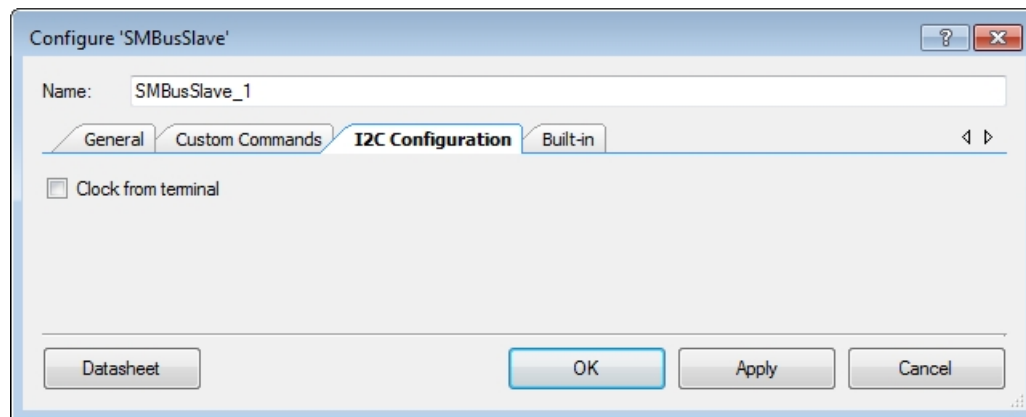 Configure 'SMBusSlave'
Name: SMBusSlave_1
General Custom Commands I2C Configuration Built-in
Clock from terminal
Datasheet OK Apply Cancel